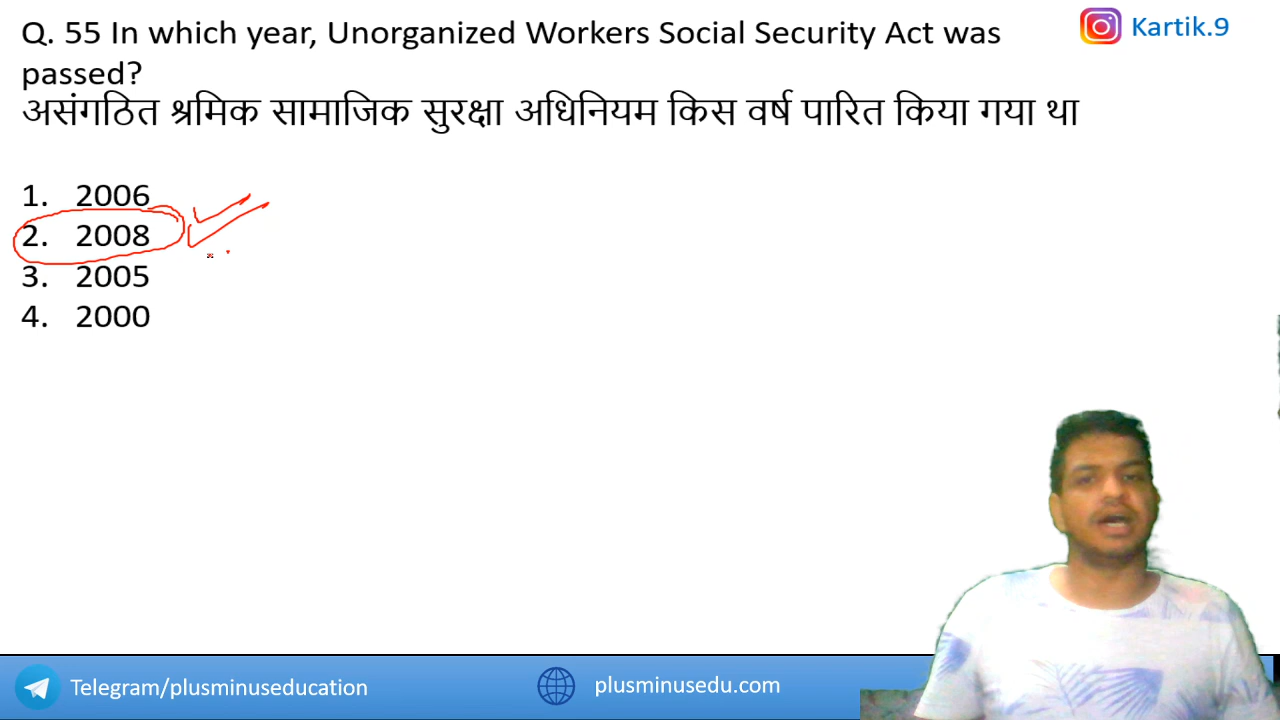 Q. 55 In which year, Unorganized Workers Social Security Act was
passed?
असंगठित श्रमिक सामाजिक सुरक्षा अधिनियम किस वर्ष पारित किया गया था
1. 2006
2. 2008
3. 2005
4. 2000
Kartik.9
Telegram/plusminuseducation
plusminusedu.com